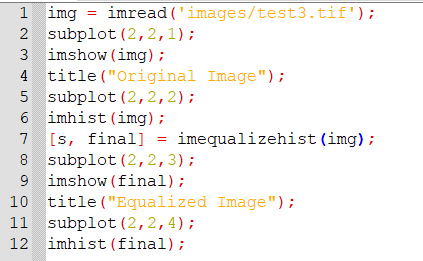 1 img = imread('images/test3.tif');
2 subplot(2,2,1);
3 imshow(img);
4 title("Original Image");
5 subplot(2,2,2);
6 imhist(img);
7 [s, final] = imequalizehist(img);
8 subplot(2,2,3);
9 imshow(final);
10 title("Equalized Image");
11 subplot(2,2,4);
12 imhist(final);